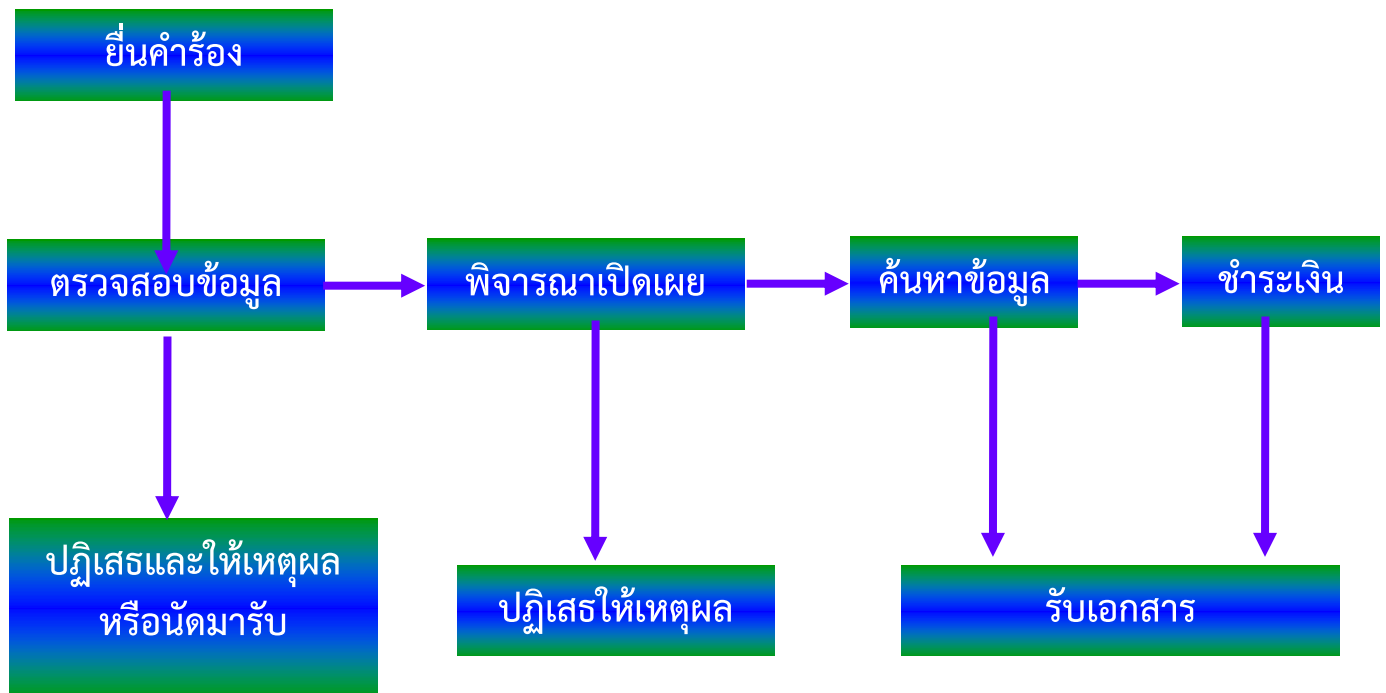 ยื่นคำร้อง
ตรวจสอบข้อมูล
พิจารณาเปิดเผย
ค้นหาข้อมูล
ชำระเงิน
ปฏิเสธและให้เหตุผล
หรือนัดมารับ
ปฏิเสธให้เหตุผล
รับเอกสาร